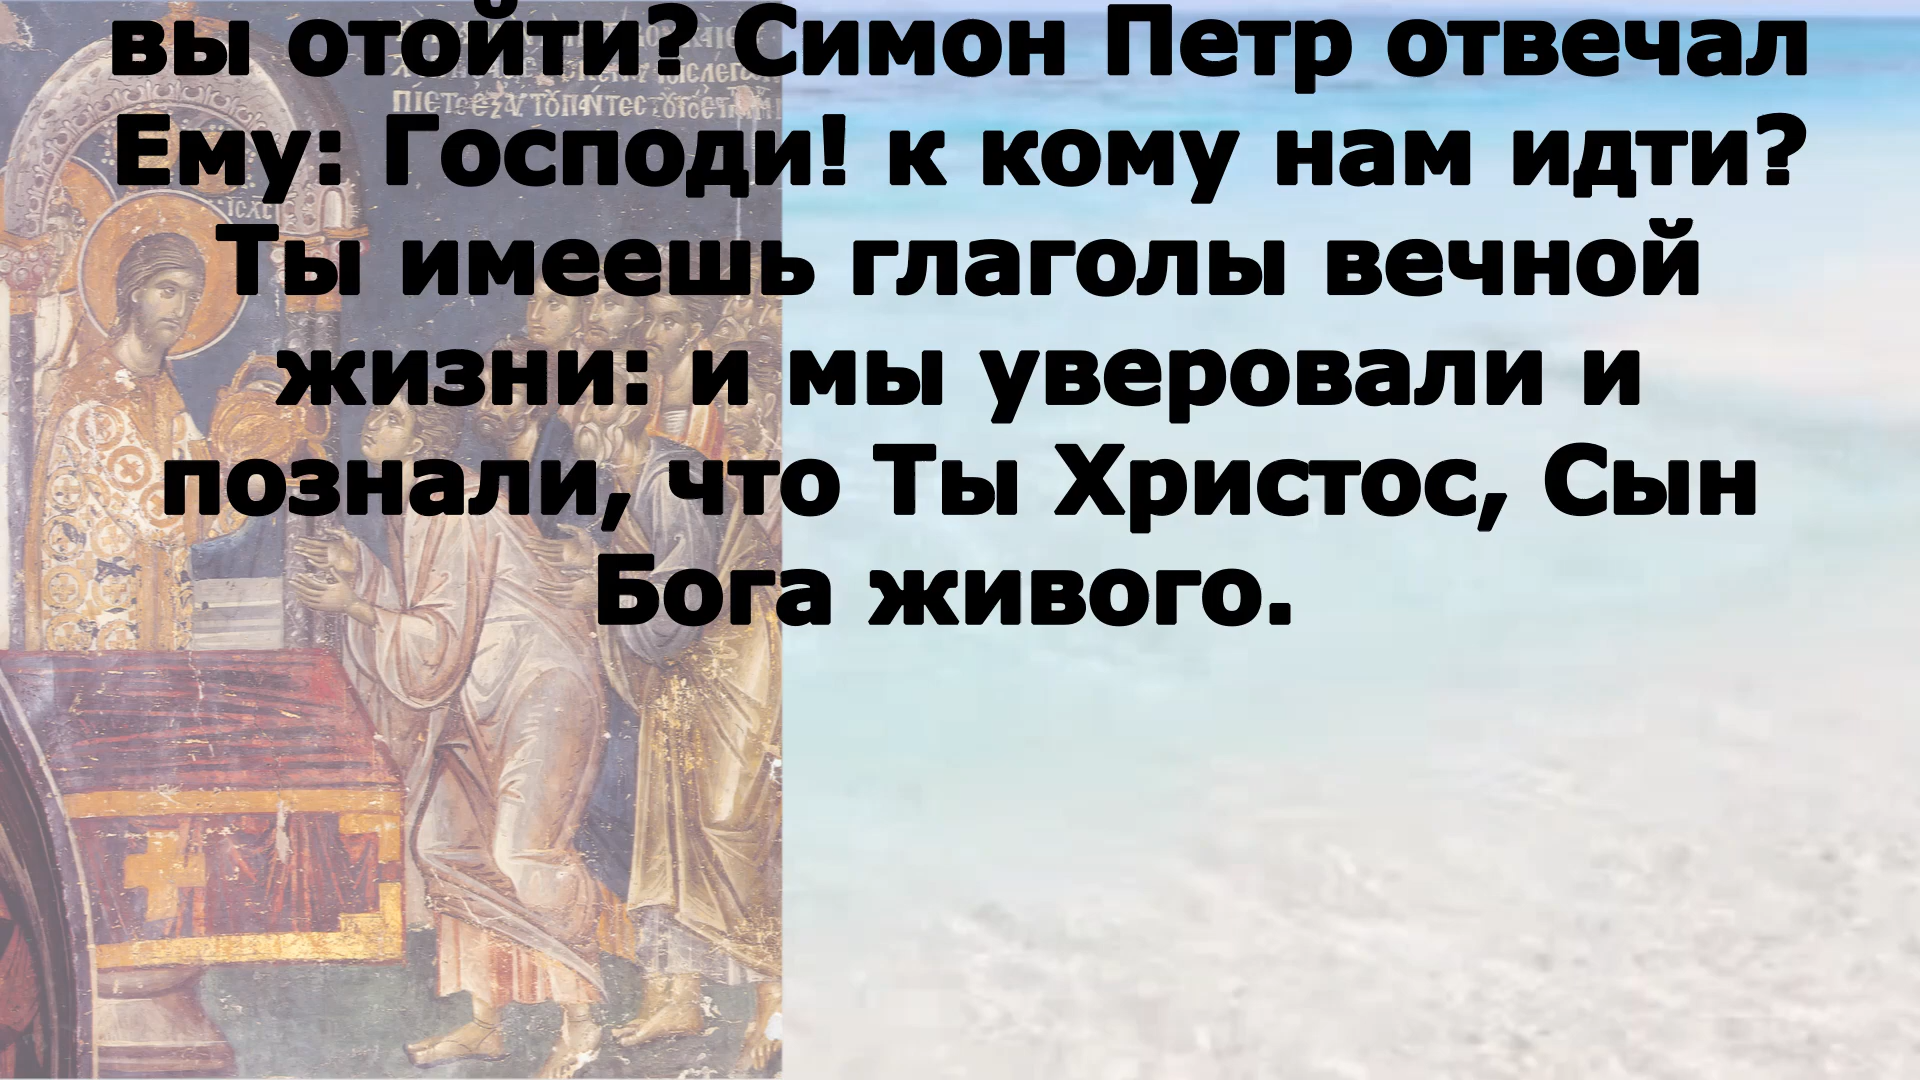 вы отойти? Симон Петр отвечал
Ему: Господи! к кому нам идти?
Ты имеешь глаголы вечной
жизни: и мы уверовали и
познали, что Ты Христос, Сын
Бога живого.